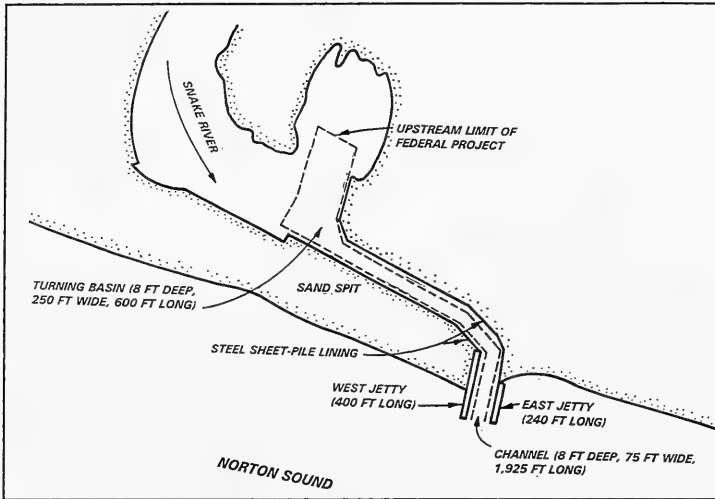 SNAKE RIVER
UPSTREAM LIMIT OF
FEDERAL PROJECT
TURNING BASIN (8 FT DEEP,
250 FT WIDE, 600 FT LONG)
SAND SPIT
STEEL SHEET-PILE LINING
WEST JETTY
(400 FT LONG)
EAST JETTY
(240 FT LONG)
CHANNEL (8 FT DEEP, 75 FT WIDE,
1,925 FT LONG)
NORTON SOUND